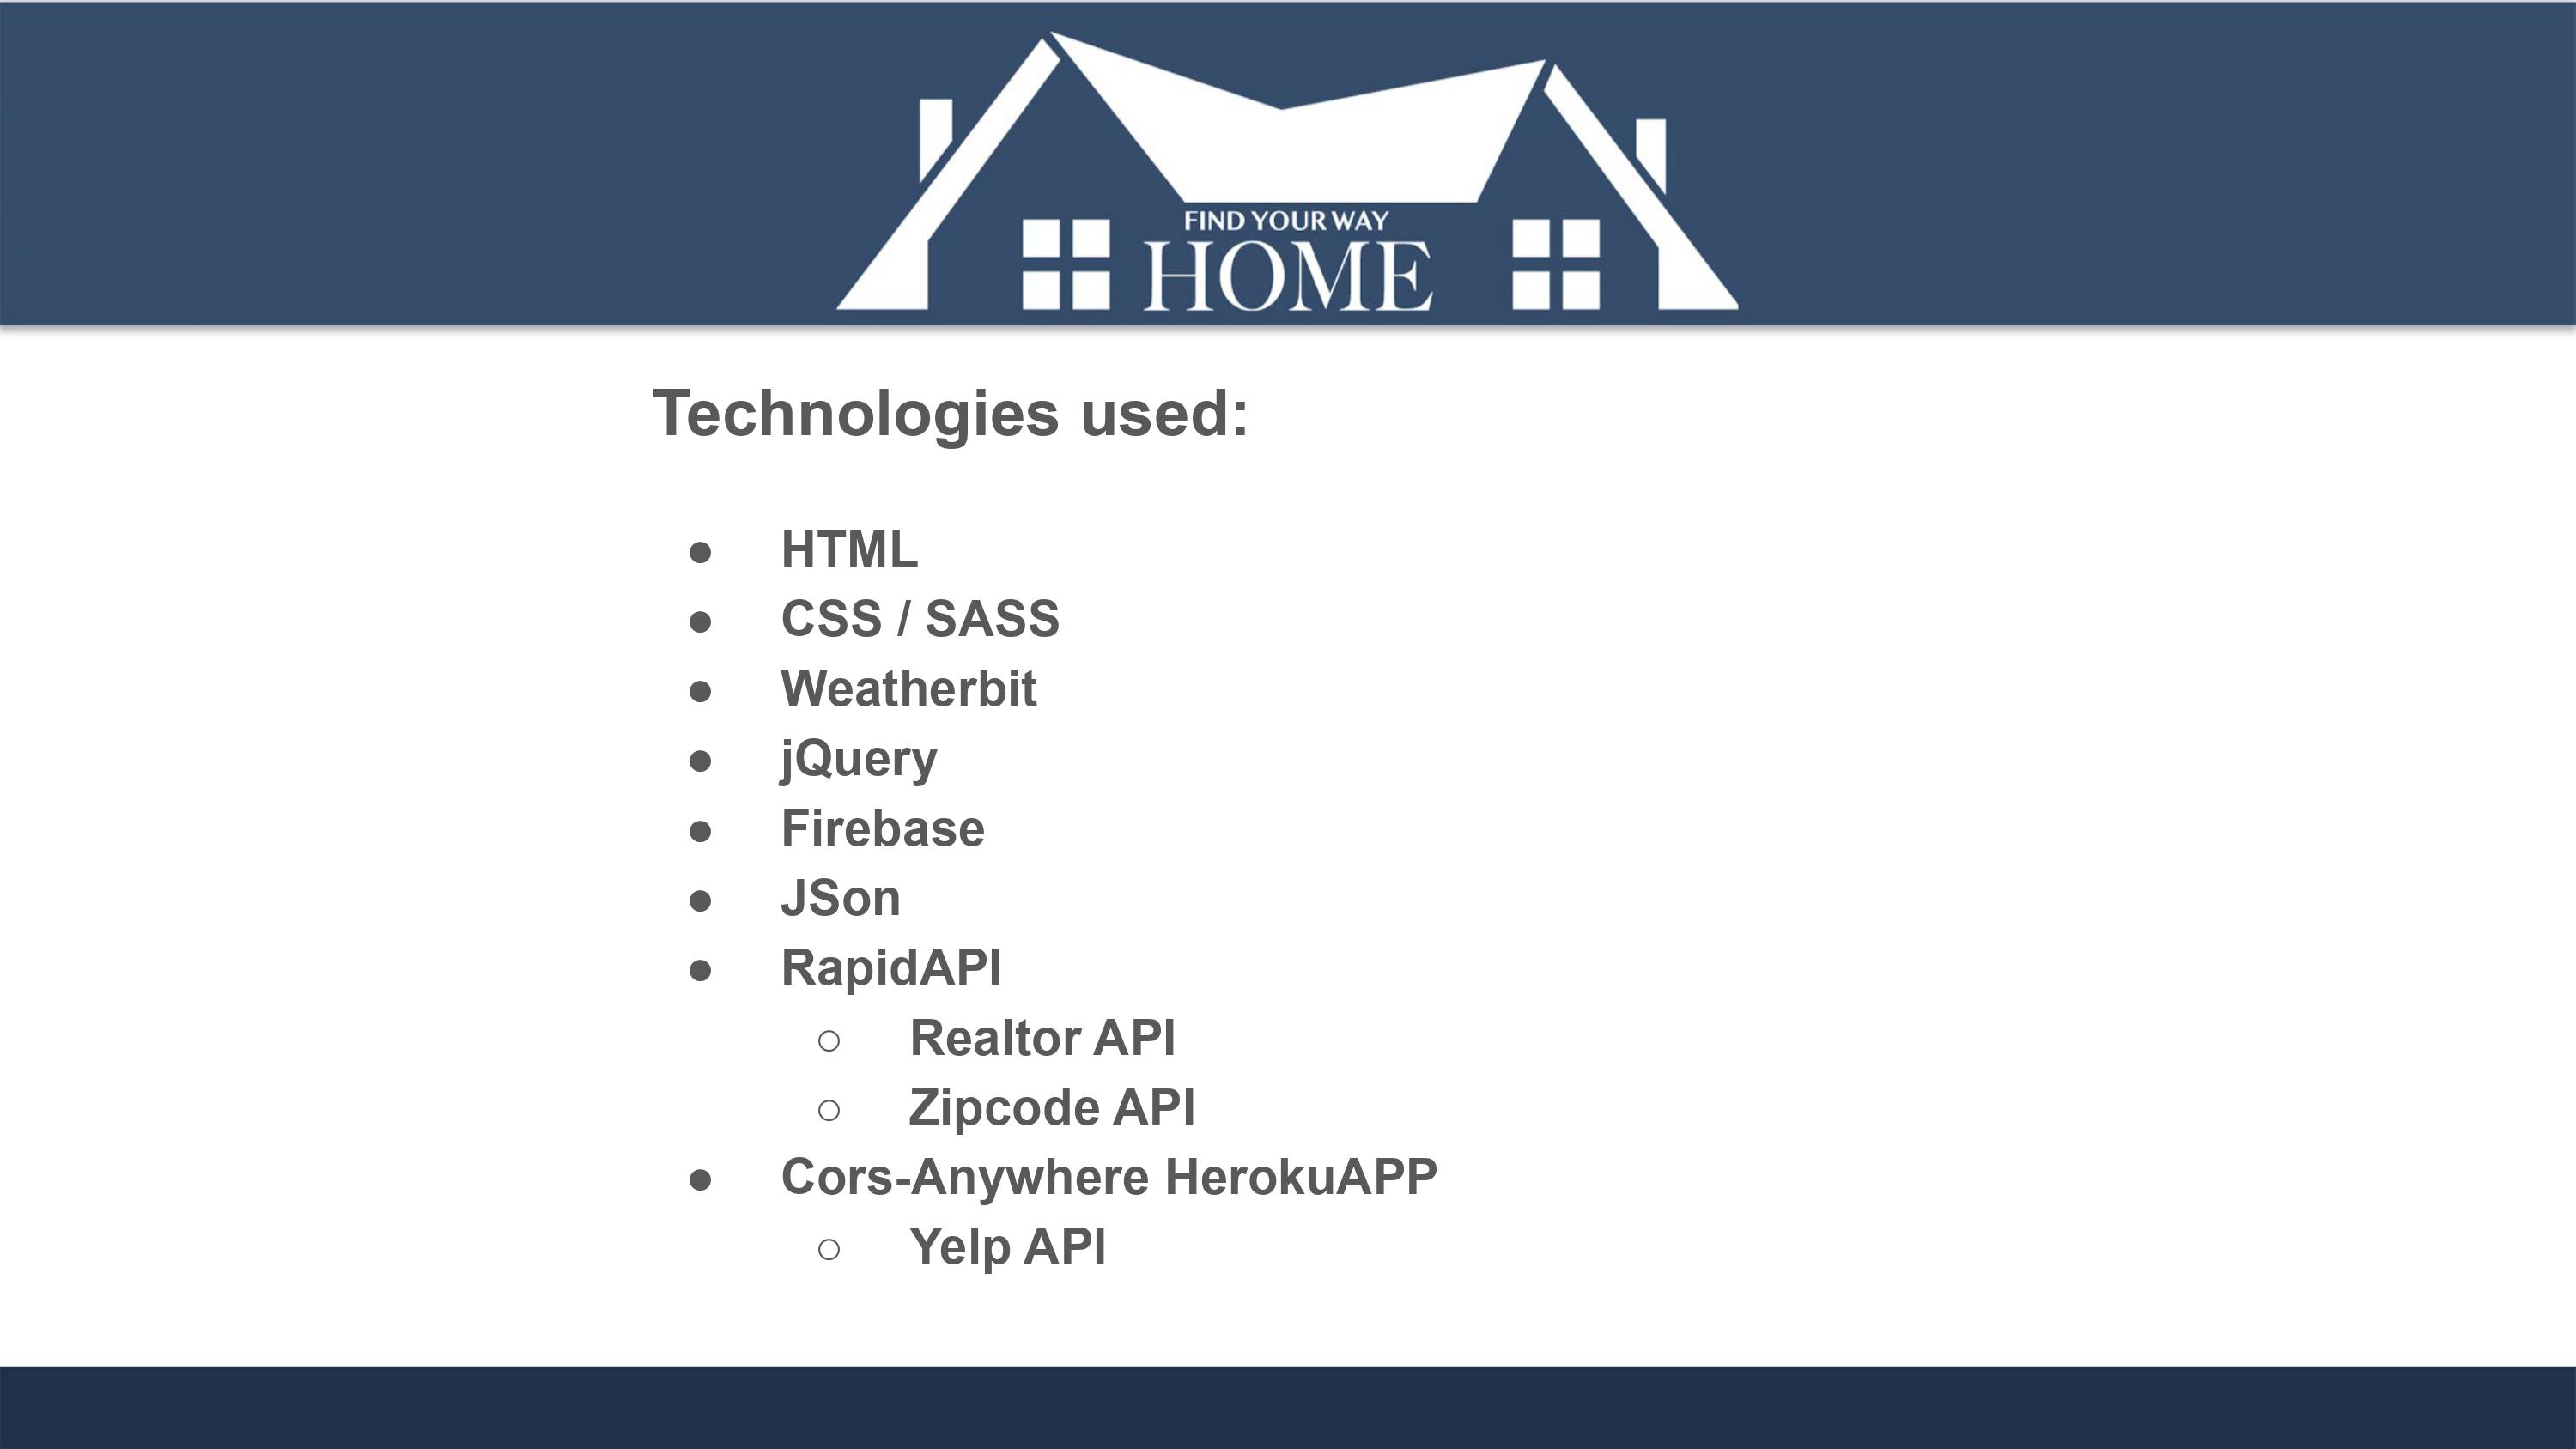 FIND YOUR WAY
HOME
Technologies used:
● HTML
● CSS / SASS
● Weatherbit
● jQuery
● Firebase
● JSon
● RapidAPI
○ Realtor API
○ Zipcode API
● Cors-Anywhere HerokuAPP
○ Yelp API